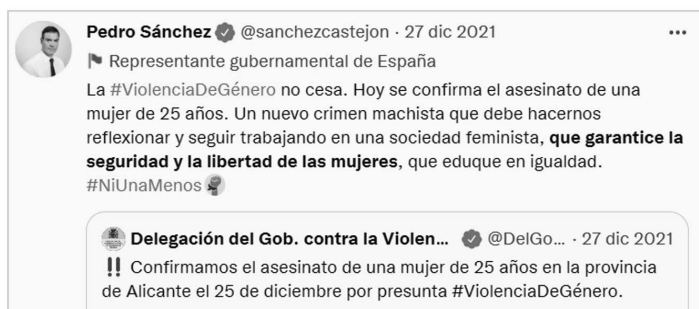 Pedro Sánchez @sanchezcastejon · 27 dic 2021
Representante gubernamental de España
La #ViolenciaDeGénero no cesa. Hoy se confirma el asesinato de una
mujer de 25 años. Un nuevo crimen machista que debe hacernos
reflexionar y seguir trabajando en una sociedad feminista, que garantice la
seguridad y la libertad de las mujeres, que eduque en igualdad.
#NiUnaMenos
Delegación del Gob. contra la Violen... @DelGo... · 27 dic 2021
‼ Confirmamos el asesinato de una mujer de 25 años en la provincia
de Alicante el 25 de diciembre por presunta #ViolenciaDeGénero.